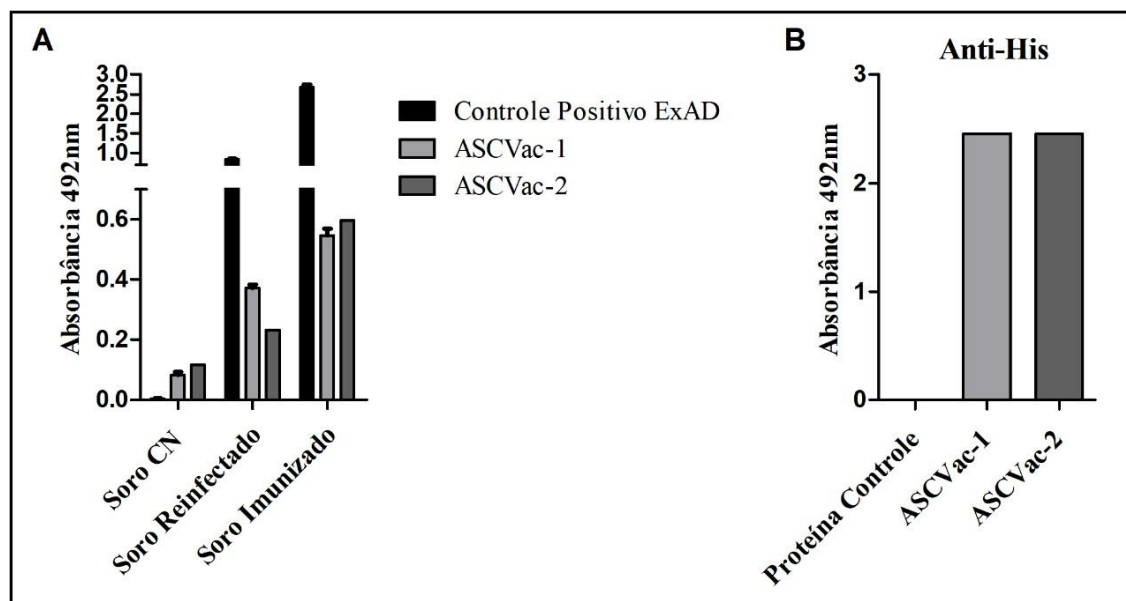 A
Absorbância 492nm
3.0
2.5
2.0
1.5
1.0
0.6
0.4
0.2
0.0
Soro CN
Soro Reinfectado
Soro Imunizado
Controle Positivo ExAD
ASCVac-1
ASCVac-2
B
Anti-His
Absorbância 492nm
3
2
1
0
Proteína Controle
ASCVac-1
ASCVac-2